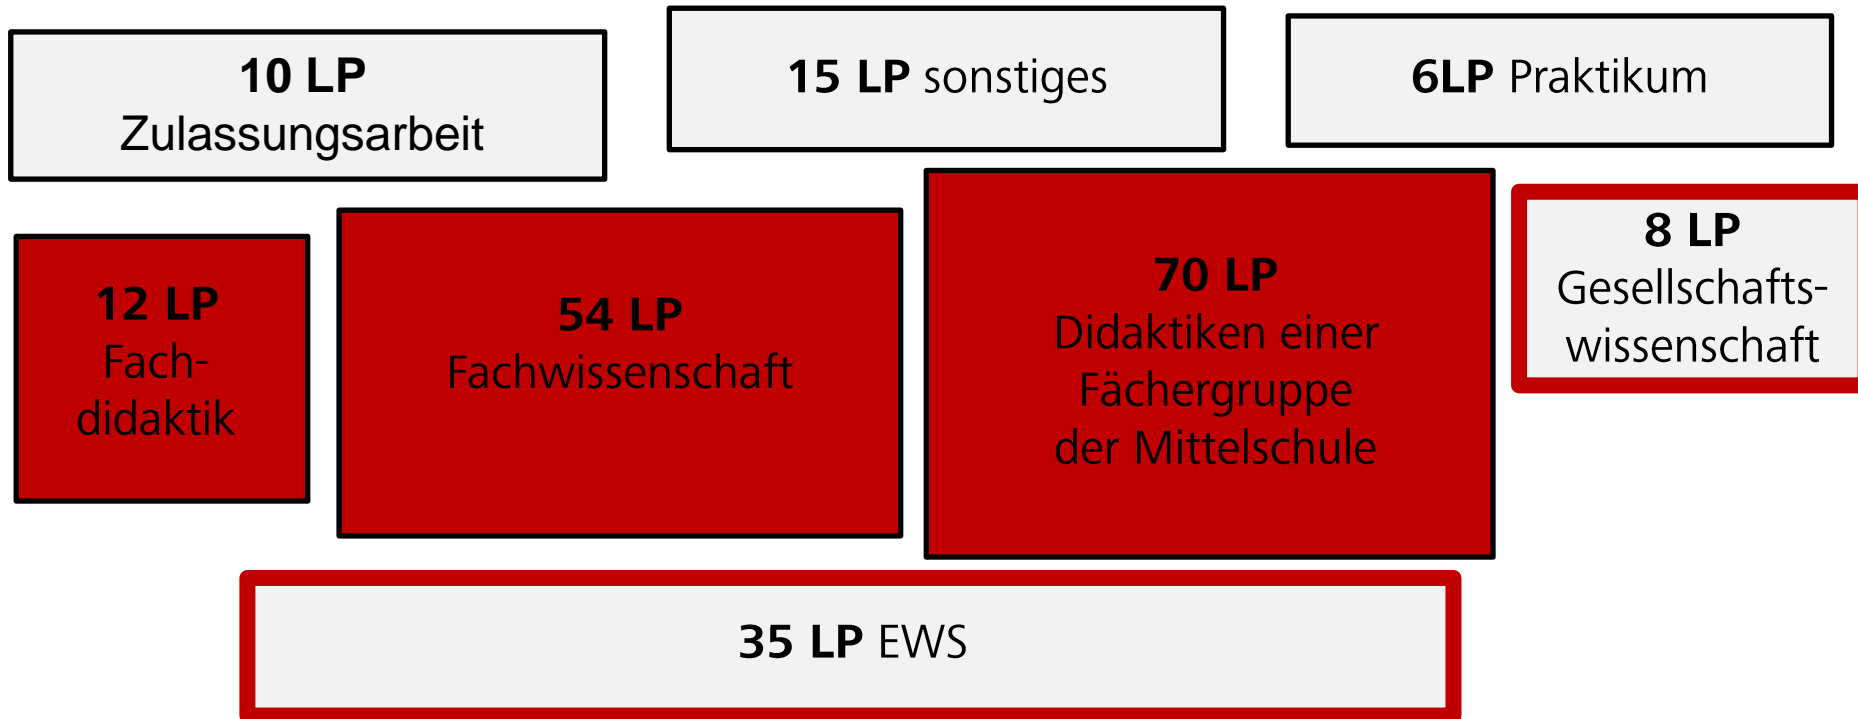 10 LP
Zulassungsarbeit
15 LP sonstiges
6LP Praktikum
12 LP
Fach-
didaktik
54 LP
Fachwissenschaft
70 LP
Didaktiken einer
Fächergruppe
der Mittelschule
8 LP
Gesellschafts-
wissenschaft
35 LP EWS